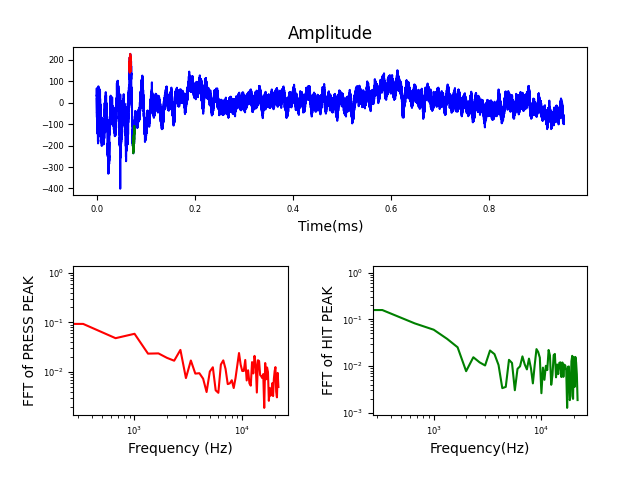 Amplitude
200
100
0
−100
−200
−300
−400
0.0 0.2 0.4 0.6 0.8
Time(ms)
FFT of PRESS PEAK
10⁰
10⁻¹
10⁻²
10³ 10⁴
Frequency (Hz)
FFT of HIT PEAK
10⁰
10⁻¹
10⁻²
10⁻³
10³ 10⁴
Frequency(Hz)